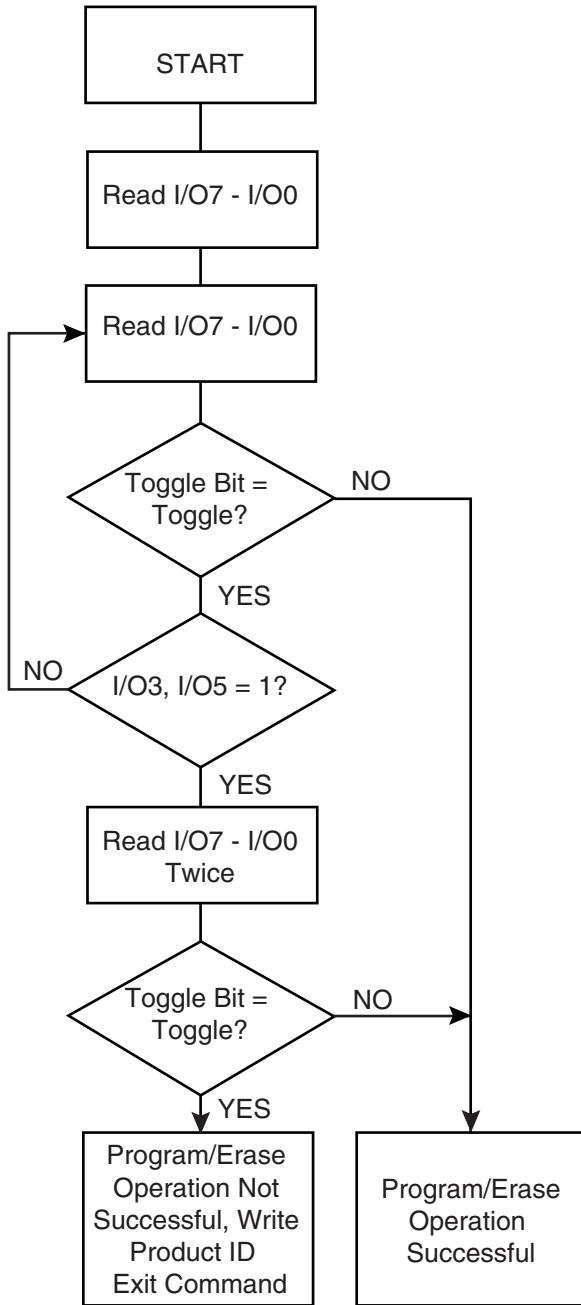 START
Read I/O7 - I/O0
Read I/O7 - I/O0
Toggle Bit =
Toggle?
NO
YES
NO
I/O3, I/O5 = 1?
YES
Read I/O7 - I/O0
Twice
Toggle Bit =
Toggle?
NO
YES
Program/Erase
Operation Not
Successful, Write
Product ID
Exit Command
Program/Erase
Operation
Successful